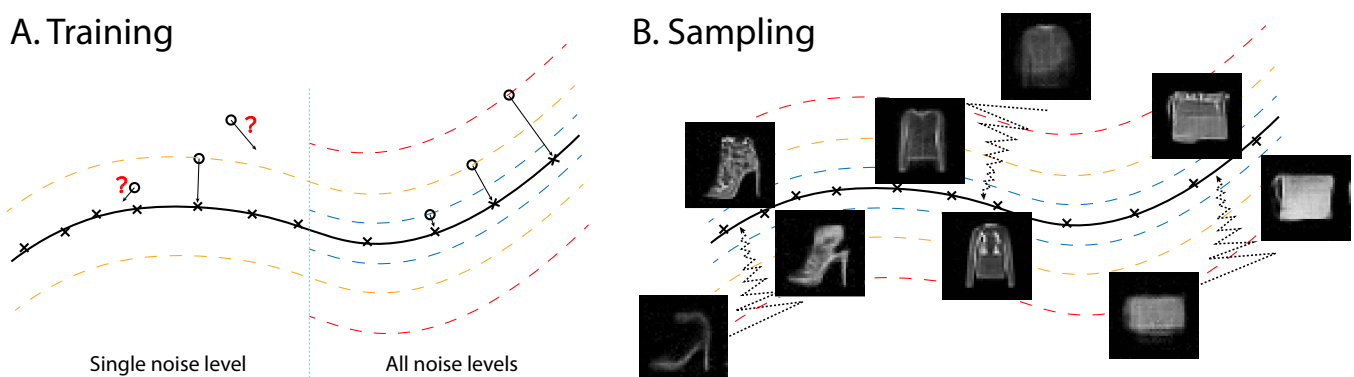 A. Training
B. Sampling
?
?
Single noise level
All noise levels